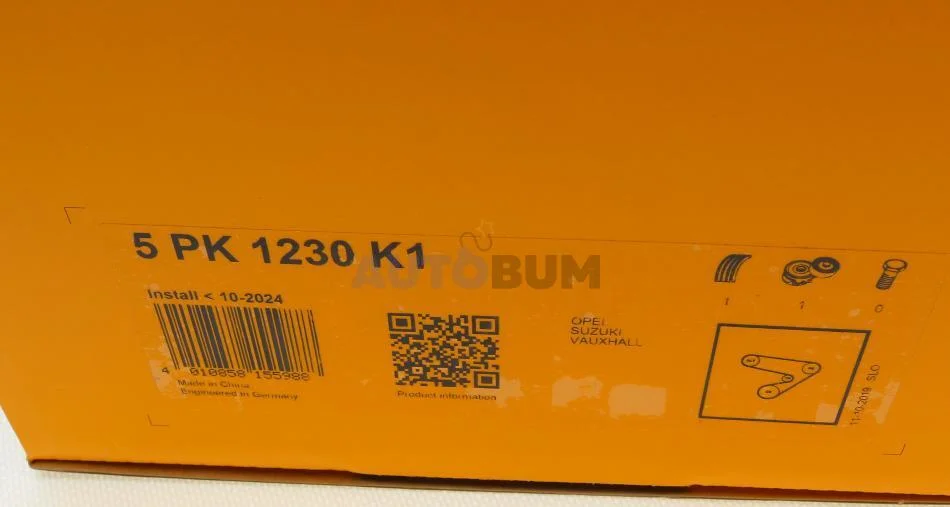 5 PK 1230 K1
AUTOBUM
Install < 10-2024
4 010858 155988
Made in China
Engineered in Germany
Product information
OPEL
SUZUKI
VAUXHALL
1 1 0
11-10-2019 SLO